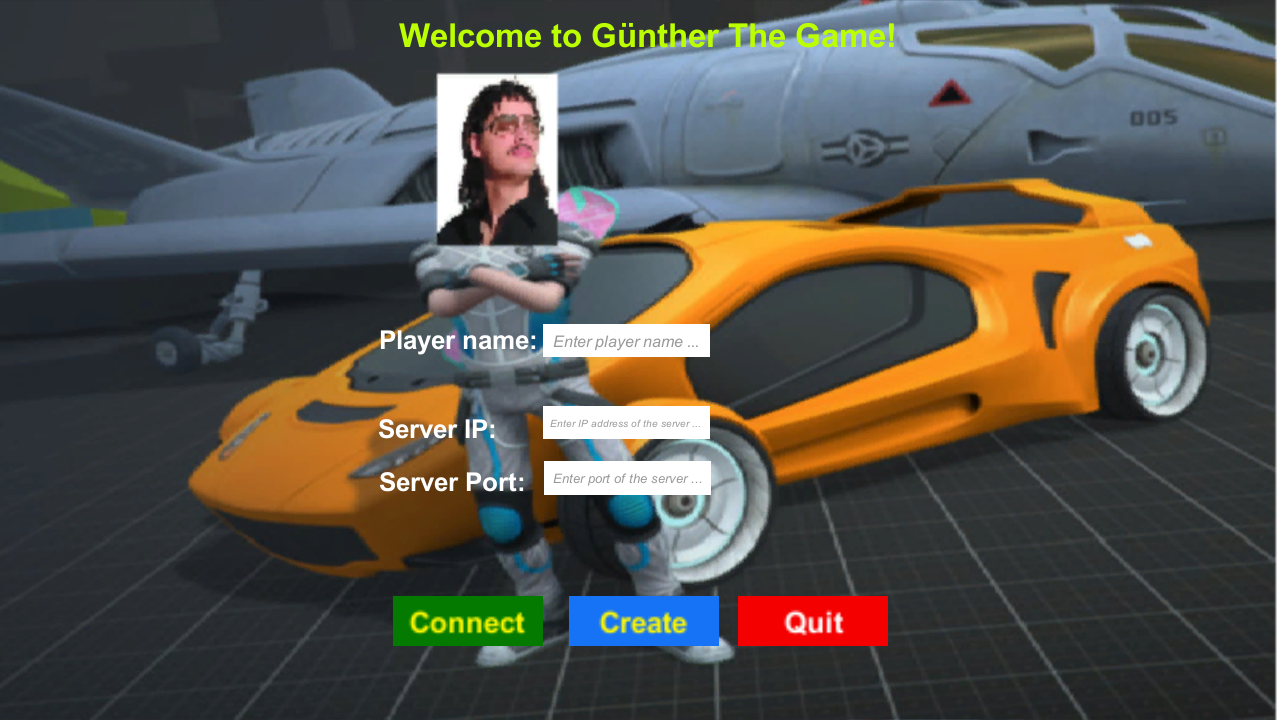 Welcome to Günther The Game!
005
Player name: Enter player name ...
Server IP: Enter IP address of the server ...
Server Port: Enter port of the server ...
Connect Create Quit